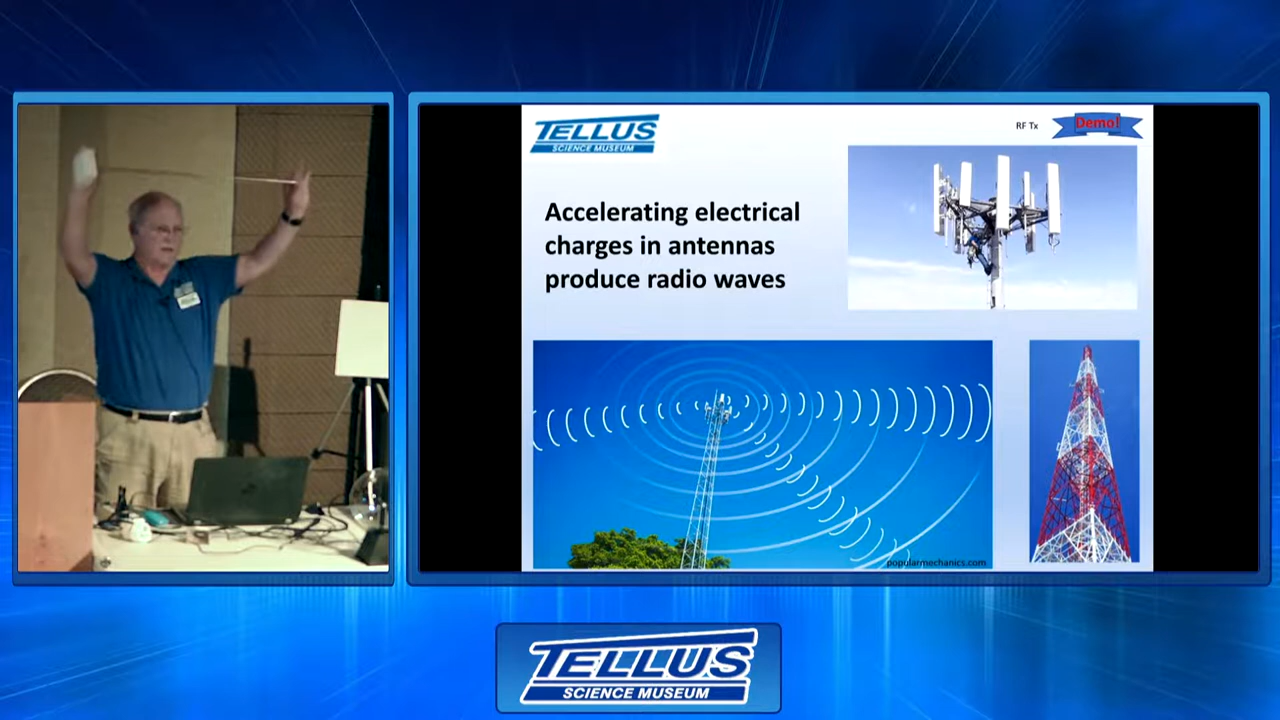 TELLUS
SCIENCE MUSEUM
RF Tx
Demo!
Accelerating electrical
charges in antennas
produce radio waves
popularmechanics.com
TELLUS
SCIENCE MUSEUM